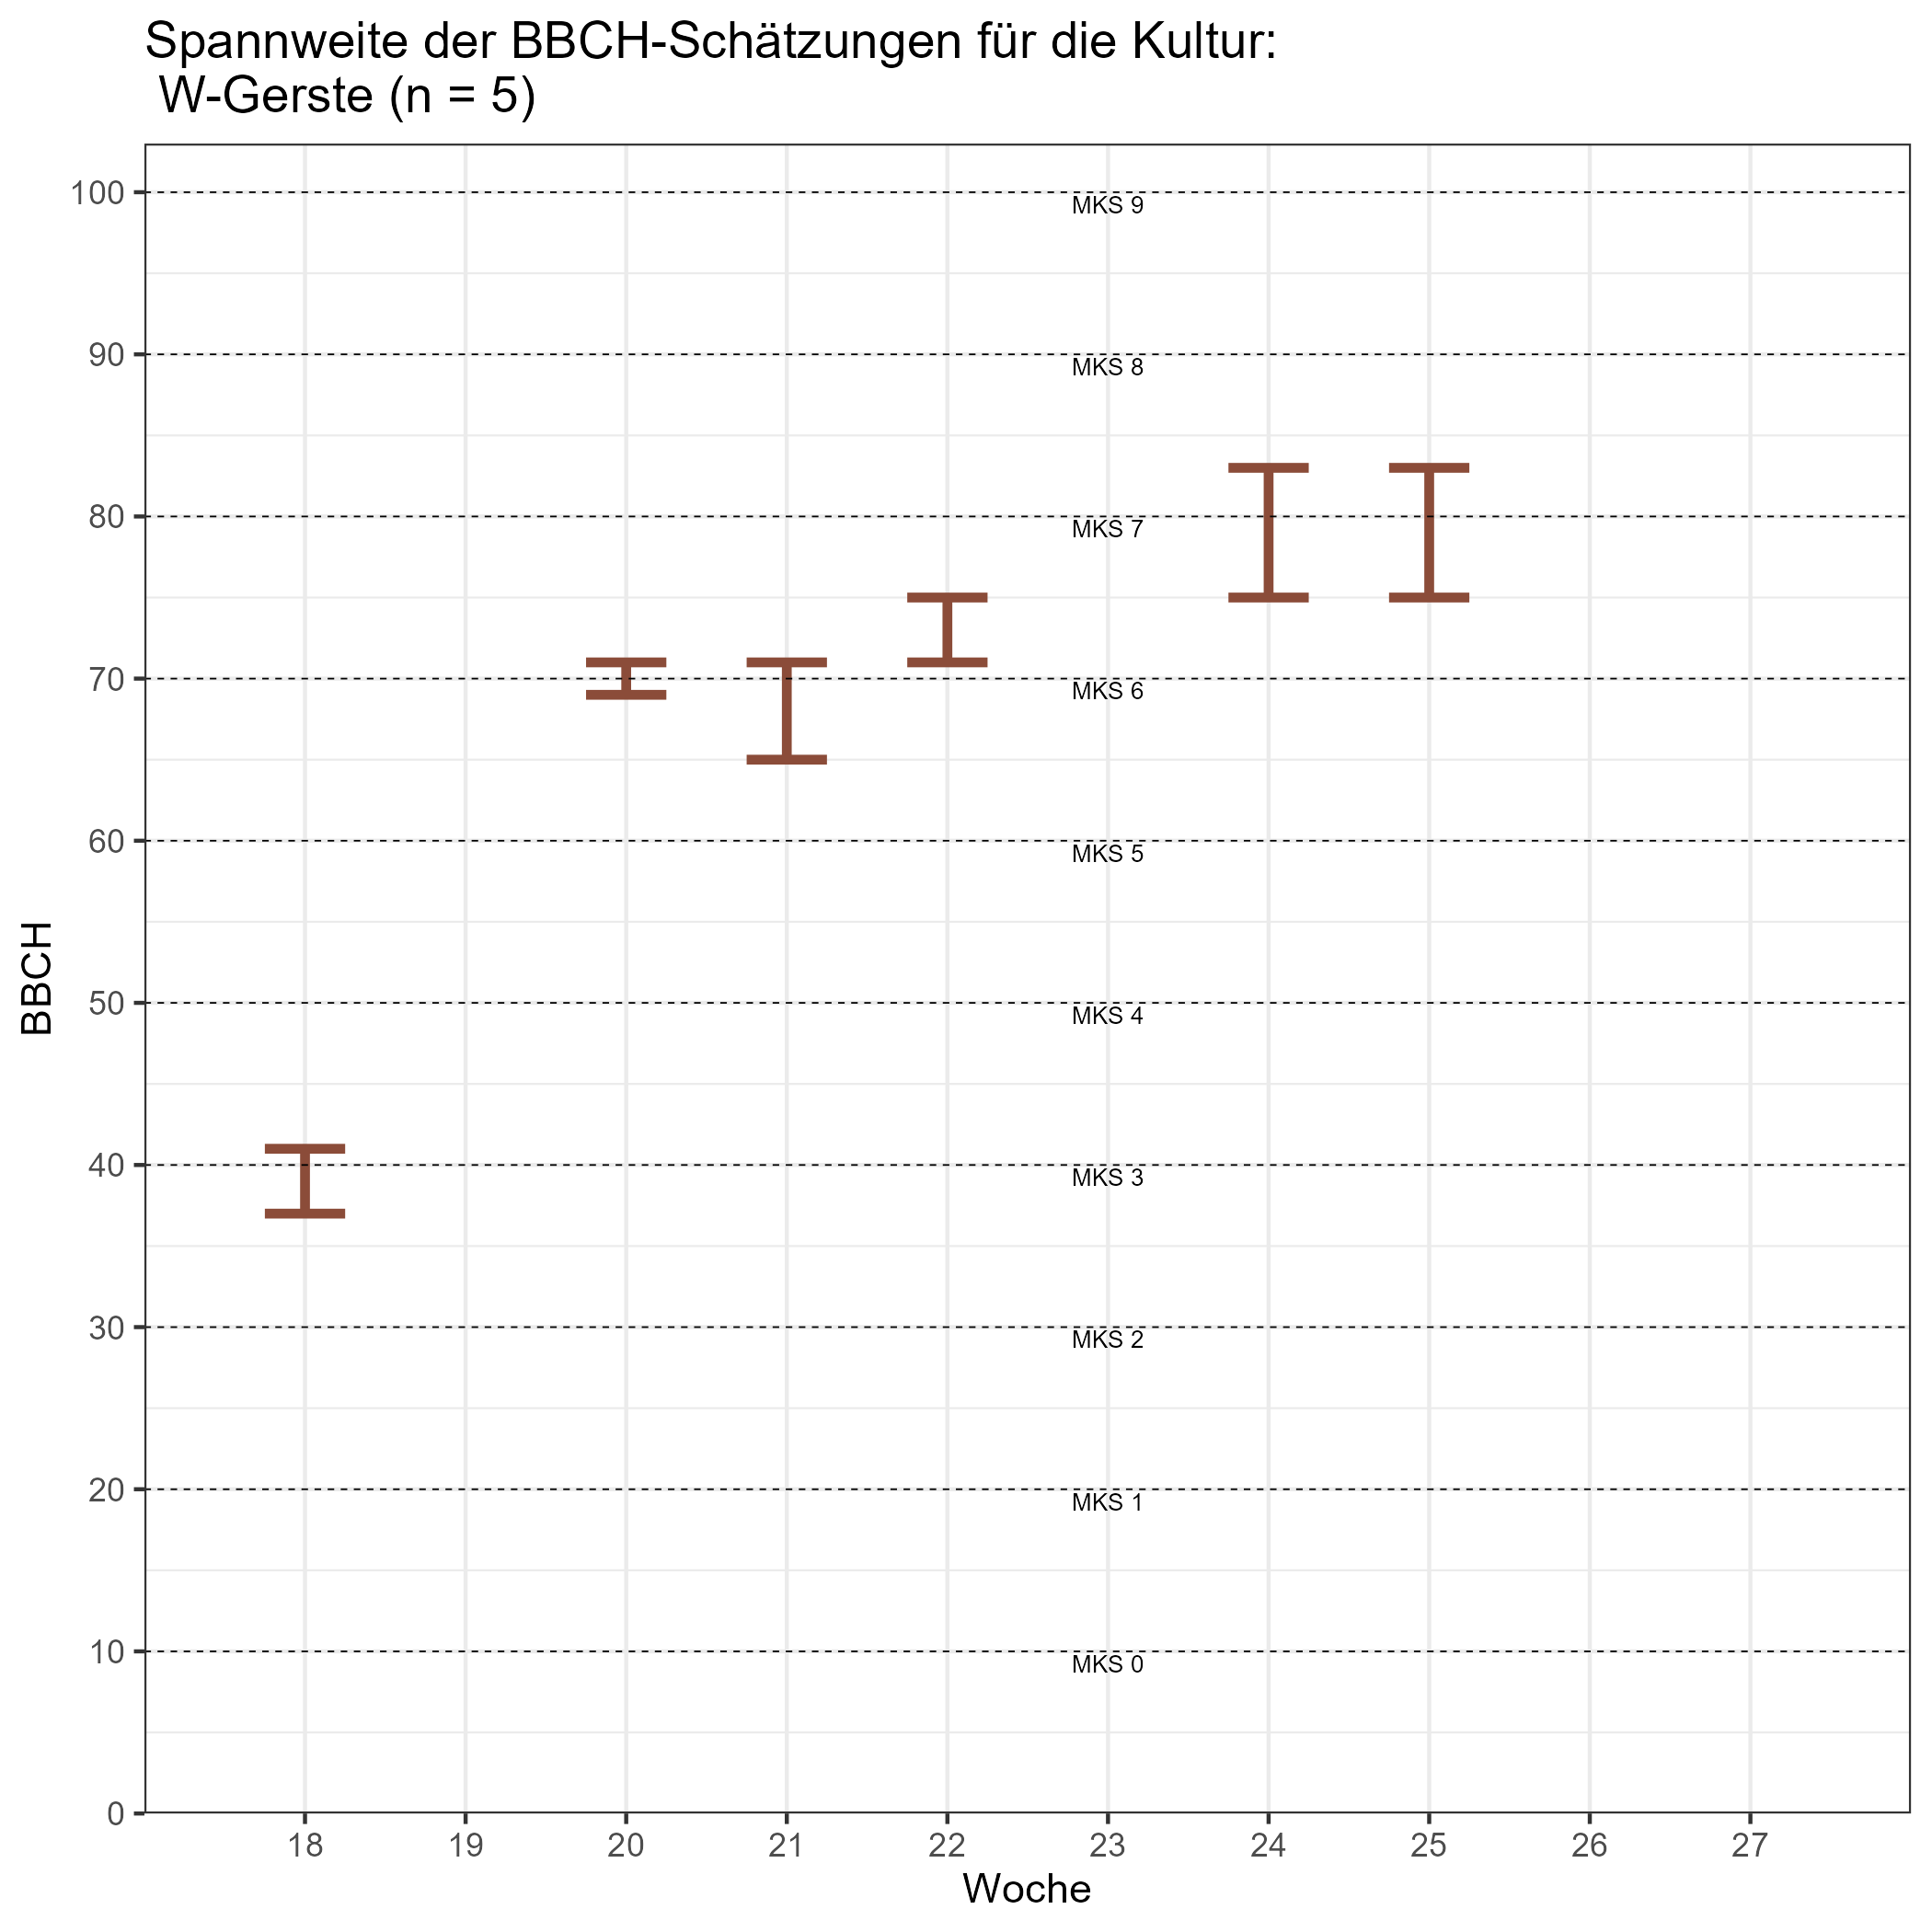 Spannweite der BBCH-Schätzungen für die Kultur:
W-Gerste (n = 5)
100
MKS 9
90
MKS 8
80
MKS 7
70
MKS 6
60
MKS 5
BBCH
50
MKS 4
40
MKS 3
30
MKS 2
20
MKS 1
10
MKS 0
0
18 19 20 21 22 23 24 25 26 27
Woche